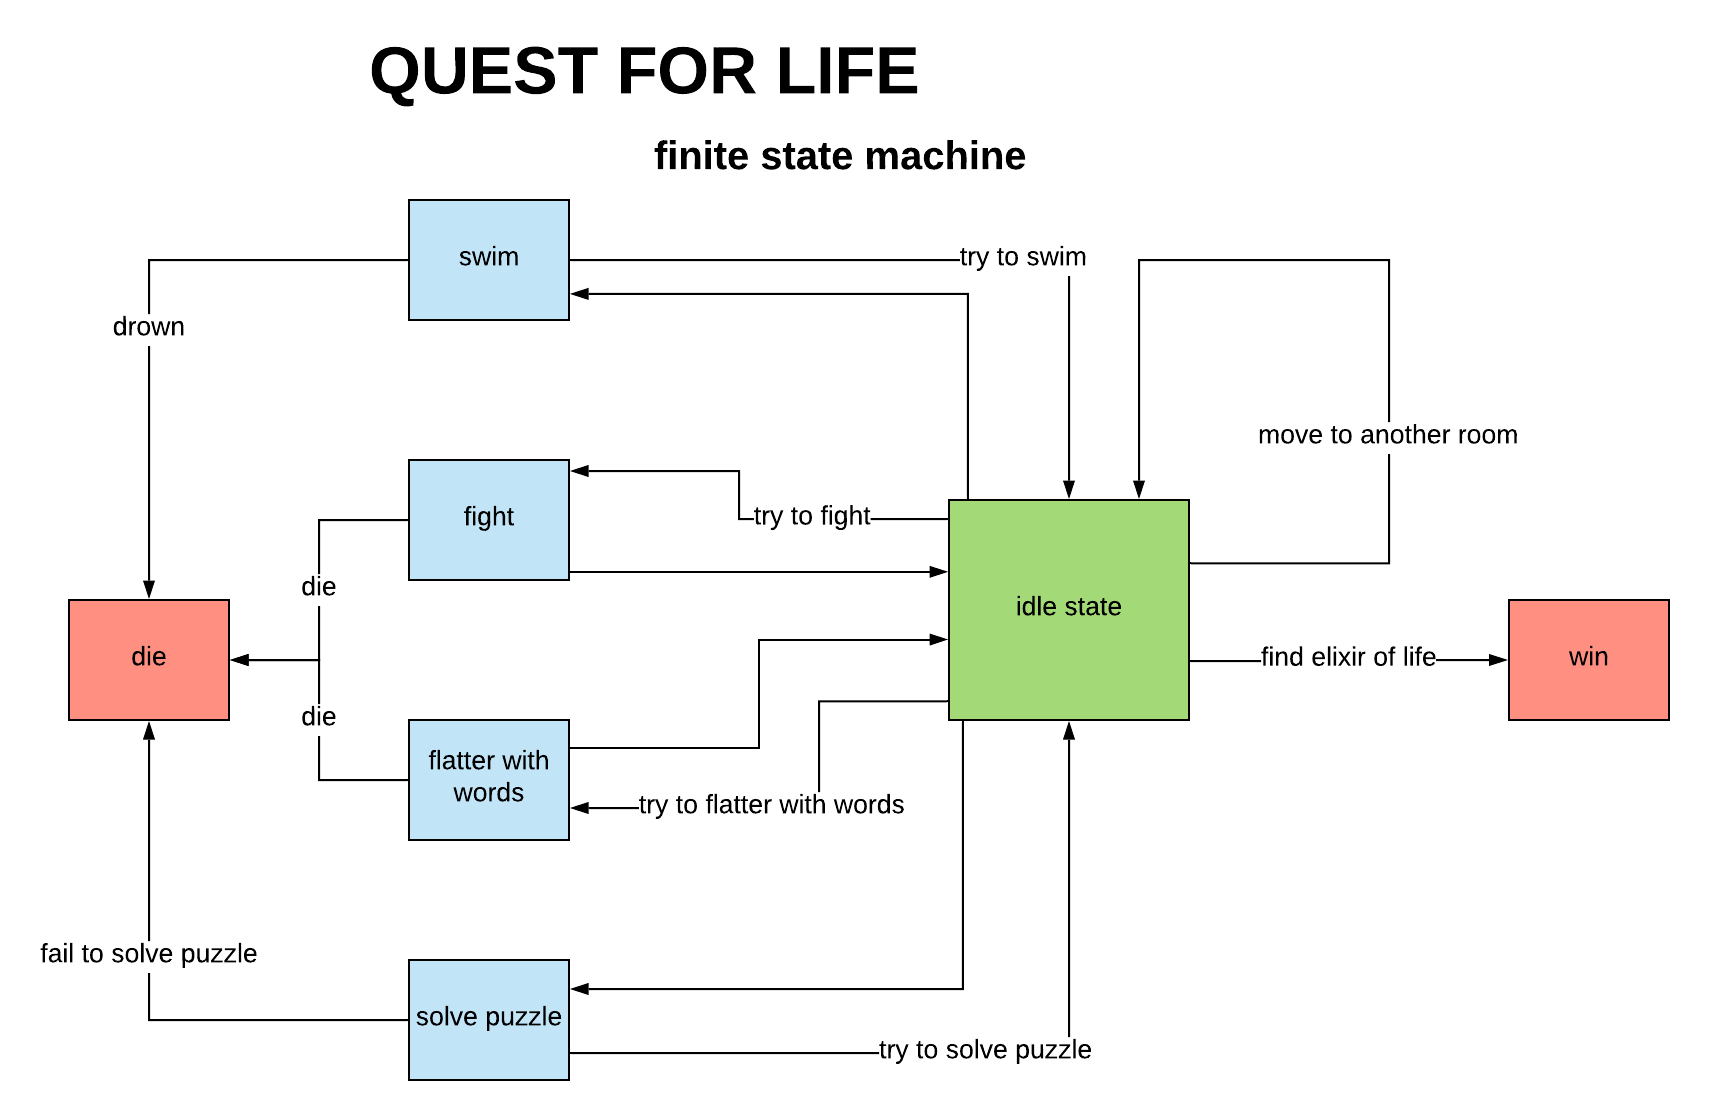 QUEST FOR LIFE
finite state machine
swim
try to swim
drown
move to another room
fight
try to fight
die
idle state
die
find elixir of life
win
die
flatter with
words
try to flatter with words
fail to solve puzzle
solve puzzle
try to solve puzzle